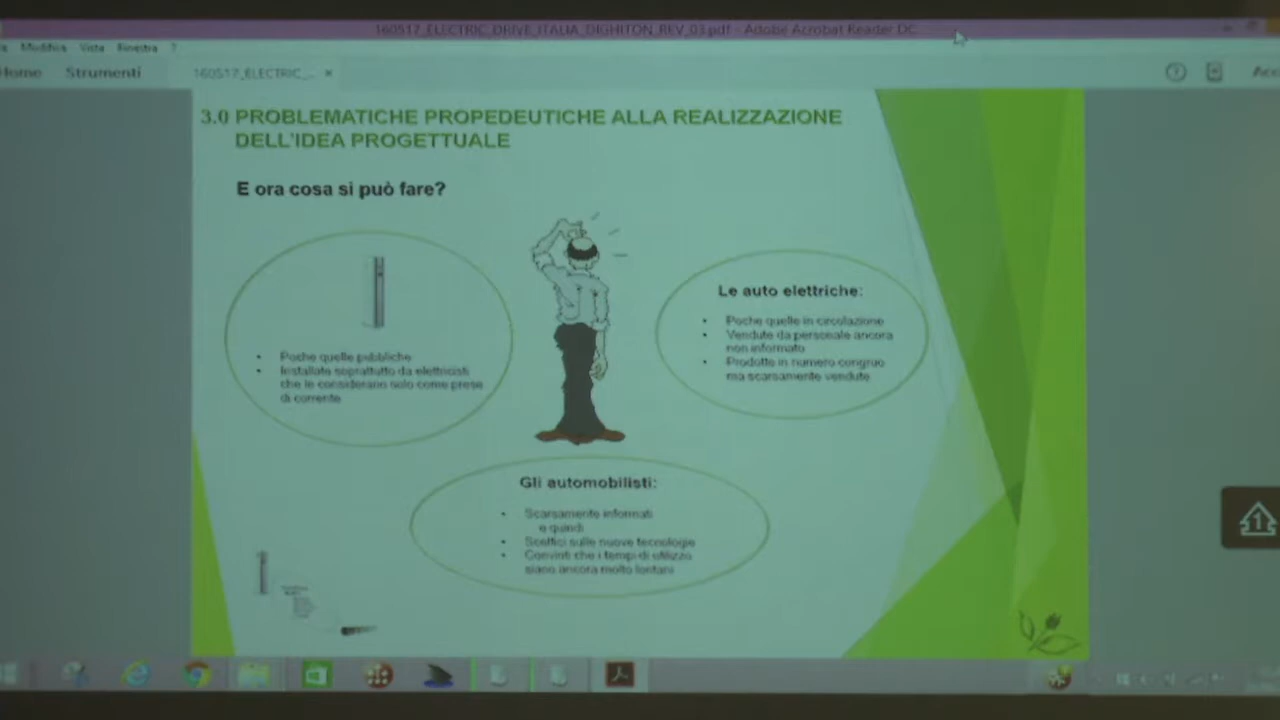 160517_ELECTRIC_DRIVE_ITALIA_DIGHITON_REV_03.pdf - Adobe Acrobat Reader DC
Modifica Vista Finestra ?
Home Strumenti 160517_ELECTRIC_... ×
3.0 PROBLEMATICHE PROPEDEUTICHE ALLA REALIZZAZIONE
DELL'IDEA PROGETTUALE
E ora cosa si può fare?
• Poche quelle pubbliche
• Installate soprattutto da elettricisti
che le considerano solo come prese
di corrente
Le auto elettriche:
• Poche quelle in circolazione
• Vendute da personale ancora
non informato
• Prodotte in numero congruo
ma scarsamente vendute
Gli automobilisti:
• Scarsamente informati
e quindi
• Scettici sulle nuove tecnologie
• Convinti che i tempi di utilizzo
siano ancora molto lontani
1